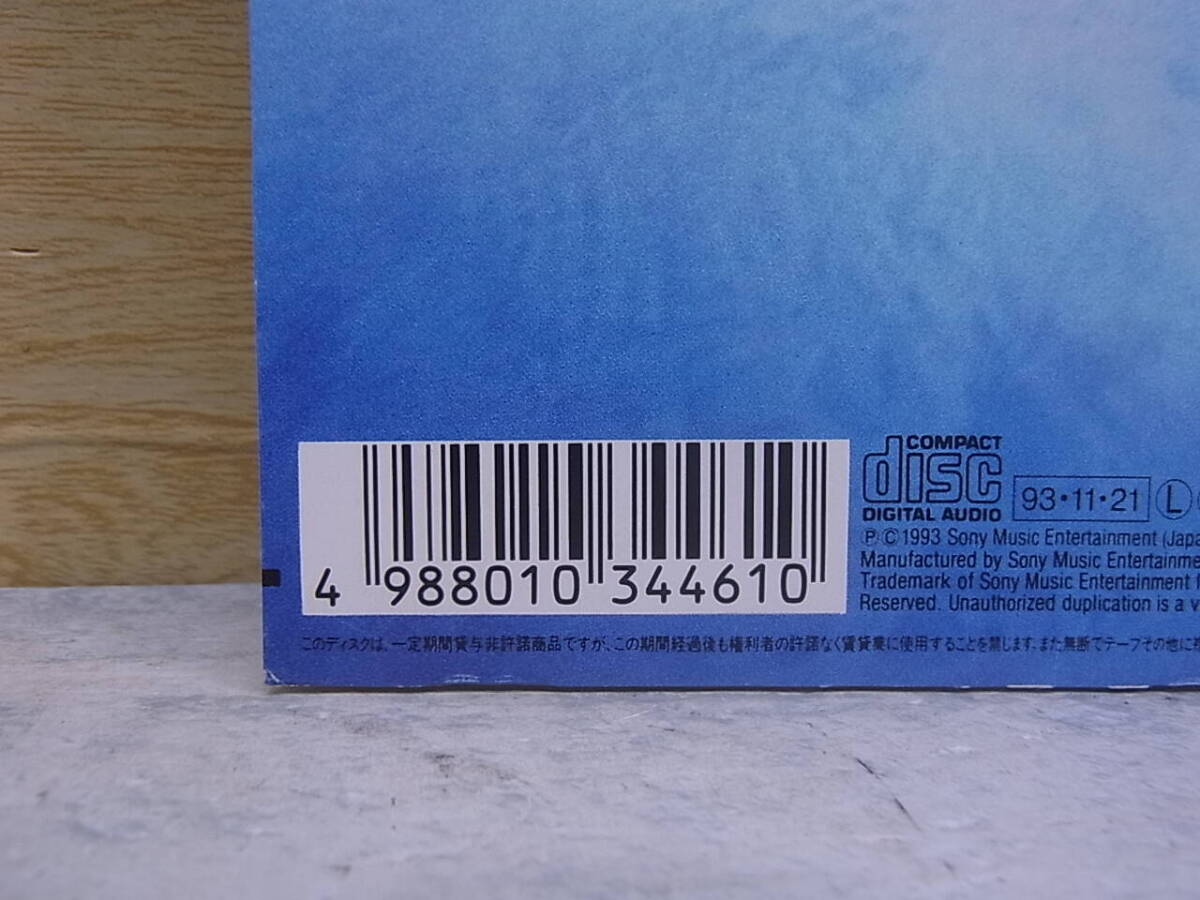 4 988010 344610
COMPACT
disc
DIGITAL AUDIO
93・11・21 Ⓛ
Ⓟ Ⓒ 1993 Sony Music Entertainment (Japa
Manufactured by Sony Music Entertainme
Trademark of Sony Music Entertainment
Reserved. Unauthorized duplication is a v
このディスクは、一定期間貸与非許諾商品ですが、この期間経過後も権利者の許諾なく賃貸業に使用することを禁じます。また無断でテープその他に